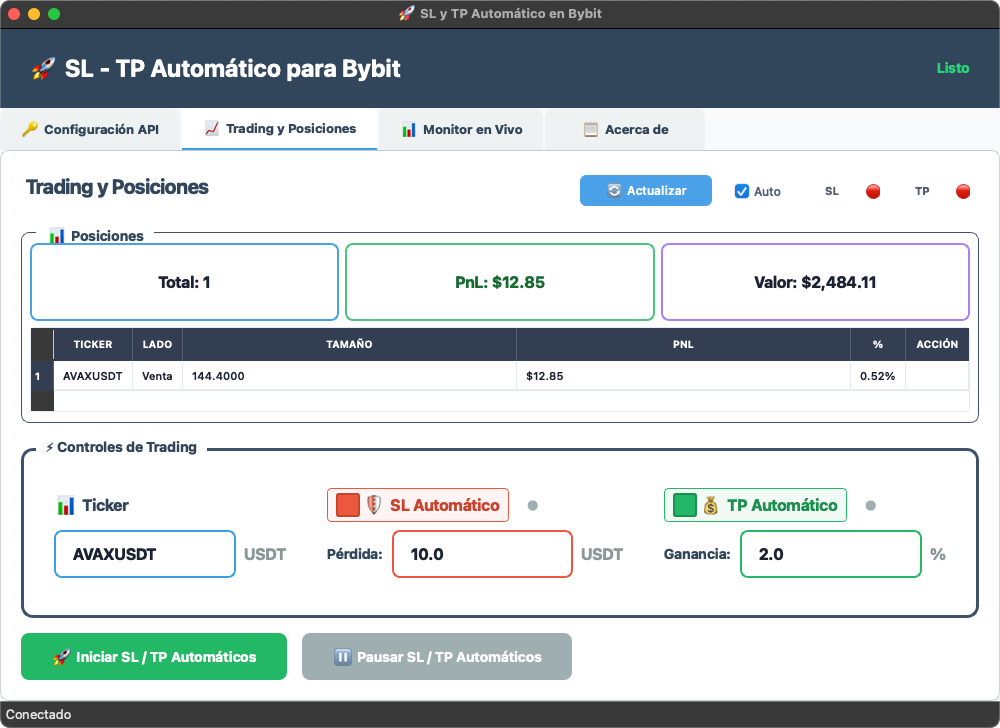 SL y TP Automático en Bybit
SL - TP Automático para Bybit
Listo
Configuración API
Trading y Posiciones
Monitor en Vivo
Acerca de
Trading y Posiciones
Actualizar
Auto
SL
TP
Posiciones
Total: 1
PnL: $12.85
Valor: $2,484.11
TICKER LADO TAMAÑO PNL % ACCIÓN
1 AVAXUSDT Venta 144.4000 $12.85 0.52%
Controles de Trading
Ticker
SL Automático
TP Automático
AVAXUSDT USDT
Pérdida: 10.0 USDT
Ganancia: 2.0 %
Iniciar SL / TP Automáticos
Pausar SL / TP Automáticos
Conectado